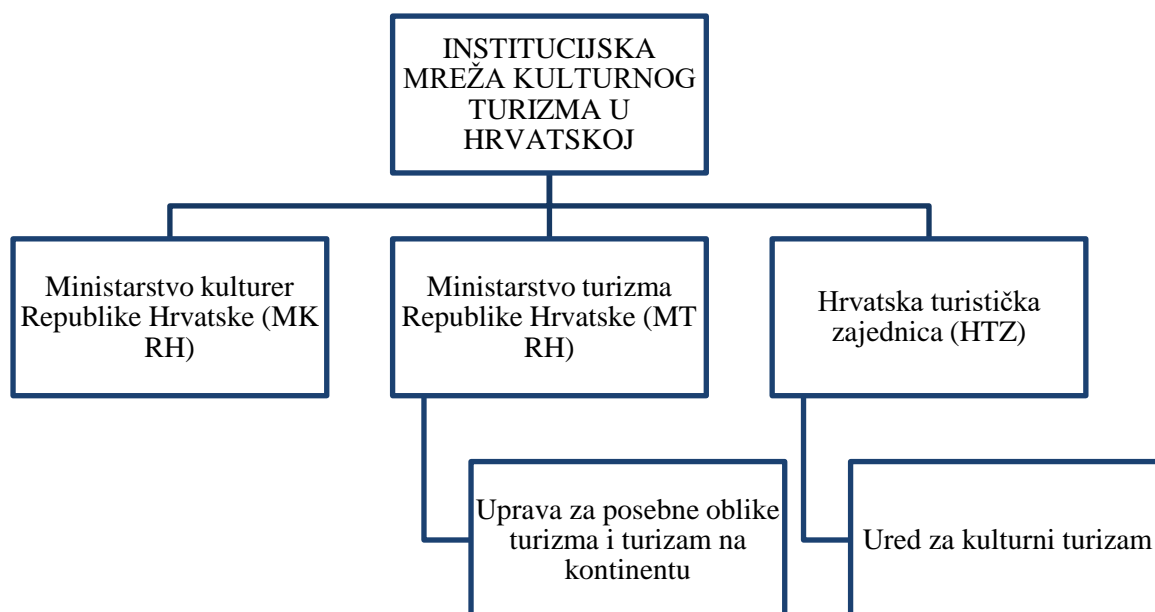 INSTITUCIJSKA
MREŽA KULTURNOG
TURIZMA U
HRVATSKOJ
Ministarstvo kulturer
Republike Hrvatske (MK
RH)
Ministarstvo turizma
Republike Hrvatske (MT
RH)
Hrvatska turistička
zajednica (HTZ)
Uprava za posebne oblike
turizma i turizam na
kontinentu
Ured za kulturni turizam